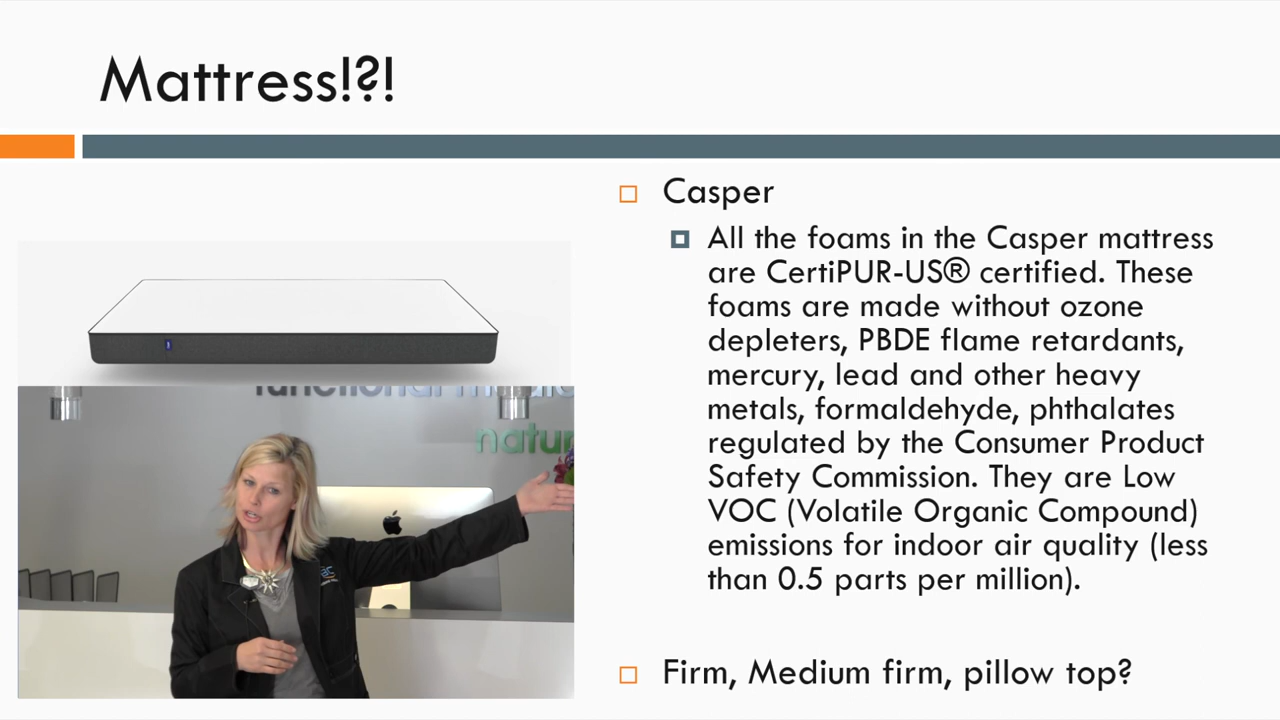 Mattress!?!
Casper
All the foams in the Casper mattress
are CertiPUR-US® certified. These
foams are made without ozone
depleters, PBDE flame retardants,
mercury, lead and other heavy
metals, formaldehyde, phthalates
regulated by the Consumer Product
Safety Commission. They are Low
VOC (Volatile Organic Compound)
emissions for indoor air quality (less
than 0.5 parts per million).
Firm, Medium firm, pillow top?
functional
natur